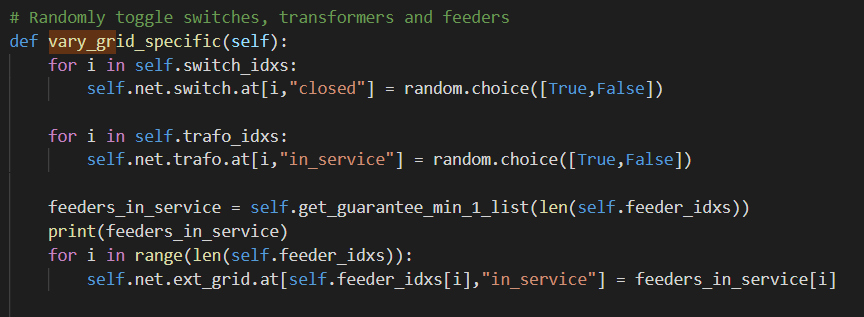 # Randomly toggle switches, transformers and feeders
def vary_grid_specific(self):
    for i in self.switch_idxs:
        self.net.switch.at[i,"closed"] = random.choice([True,False])

    for i in self.trafo_idxs:
        self.net.trafo.at[i,"in_service"] = random.choice([True,False])

    feeders_in_service = self.get_guarantee_min_1_list(len(self.feeder_idxs))
    print(feeders_in_service)
    for i in range(len(self.feeder_idxs)):
        self.net.ext_grid.at[self.feeder_idxs[i],"in_service"] = feeders_in_service[i]